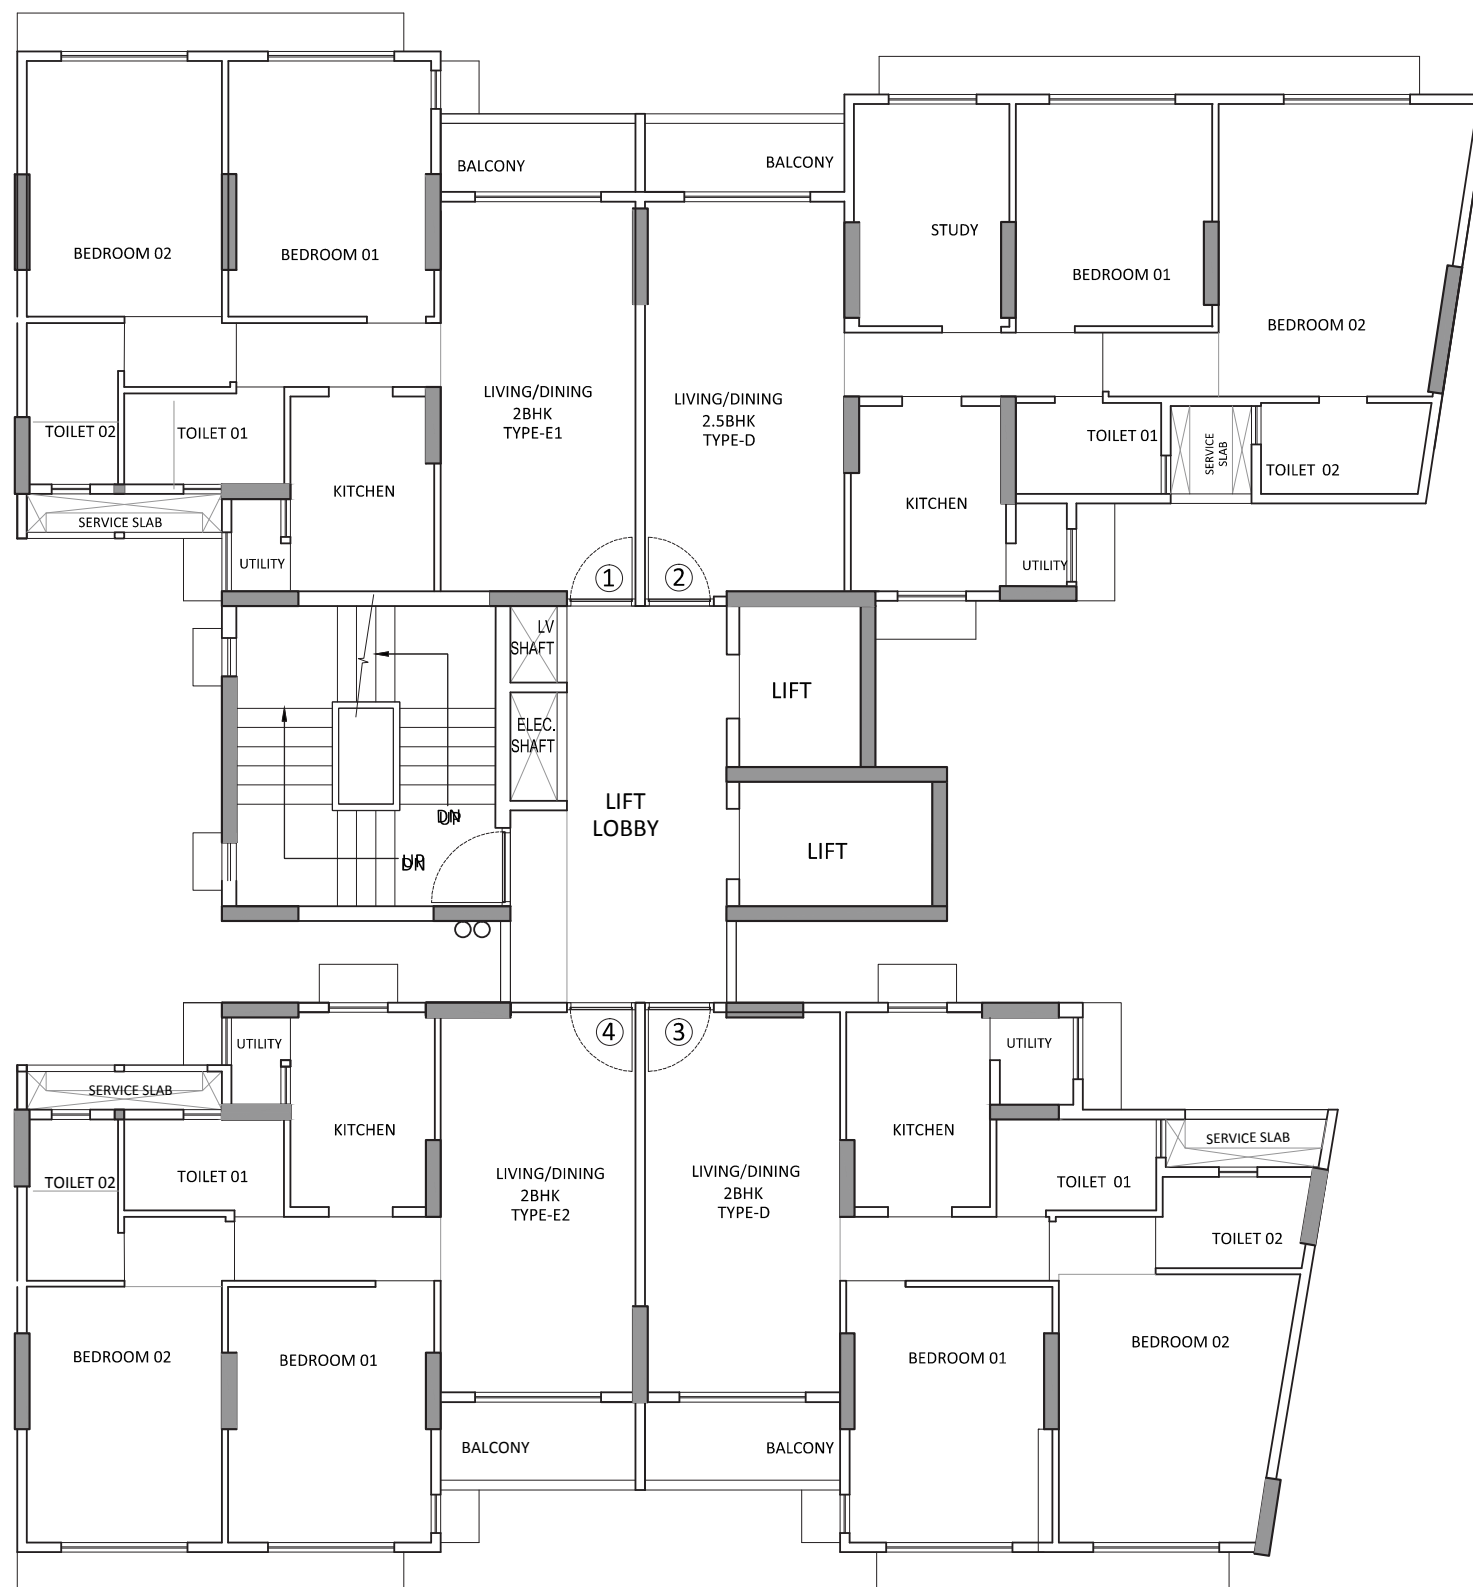 BALCONY
BALCONY
BEDROOM 02
BEDROOM 01
STUDY
BEDROOM 01
BEDROOM 02
LIVING/DINING
2BHK
TYPE-E1
LIVING/DINING
2.5BHK
TYPE-D
TOILET 02
TOILET 01
KITCHEN
SERVICE SLAB
UTILITY
KITCHEN
TOILET 01
SERVICE
SLAB
TOILET 02
UTILITY
1
2
LV
SHAFT
ELEC.
SHAFT
LIFT
LIFT
LOBBY
LIFT
DN
UP
UP
DN
4
3
UTILITY
SERVICE SLAB
KITCHEN
TOILET 02
TOILET 01
LIVING/DINING
2BHK
TYPE-E2
LIVING/DINING
2BHK
TYPE-D
KITCHEN
UTILITY
SERVICE SLAB
TOILET 01
TOILET 02
BEDROOM 02
BEDROOM 01
BEDROOM 01
BEDROOM 02
BALCONY
BALCONY